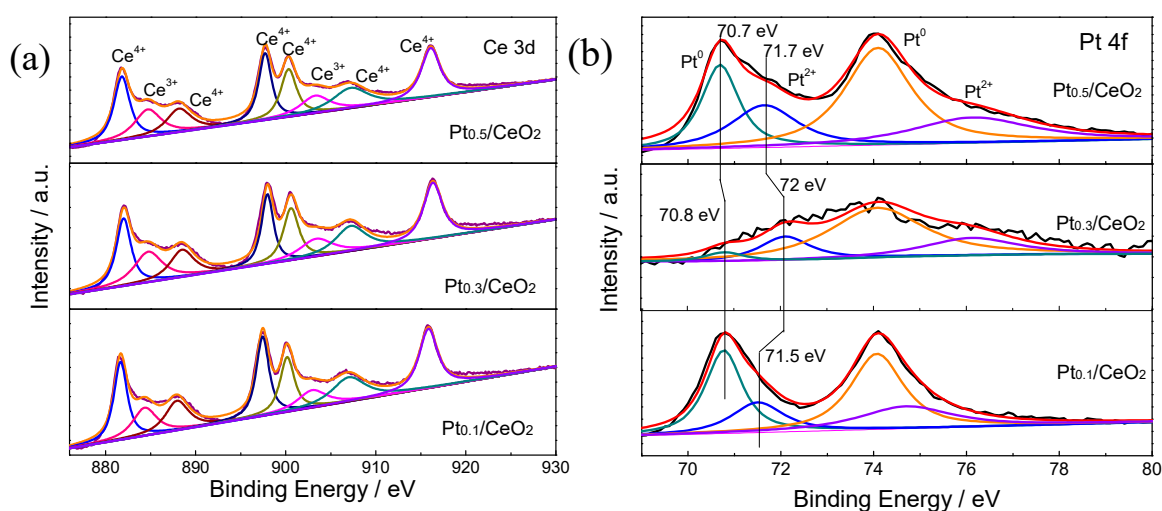 (a)
Ce 3d
Ce⁴⁺
Ce³⁺
Ce⁴⁺
Ce⁴⁺
Ce⁴⁺
Ce³⁺
Ce⁴⁺
Ce⁴⁺
Pt0.5/CeO₂
Pt0.3/CeO₂
Pt0.1/CeO₂
Intensity / a.u.
880 890 900 910 920 930
Binding Energy / eV
(b)
Pt 4f
70.7 eV
71.7 eV
Pt⁰
Pt²⁺
Pt⁰
Pt²⁺
Pt0.5/CeO₂
72 eV
70.8 eV
Pt0.3/CeO₂
71.5 eV
Pt0.1/CeO₂
Intensity / a.u.
70 72 74 76 78 80
Binding Energy / eV